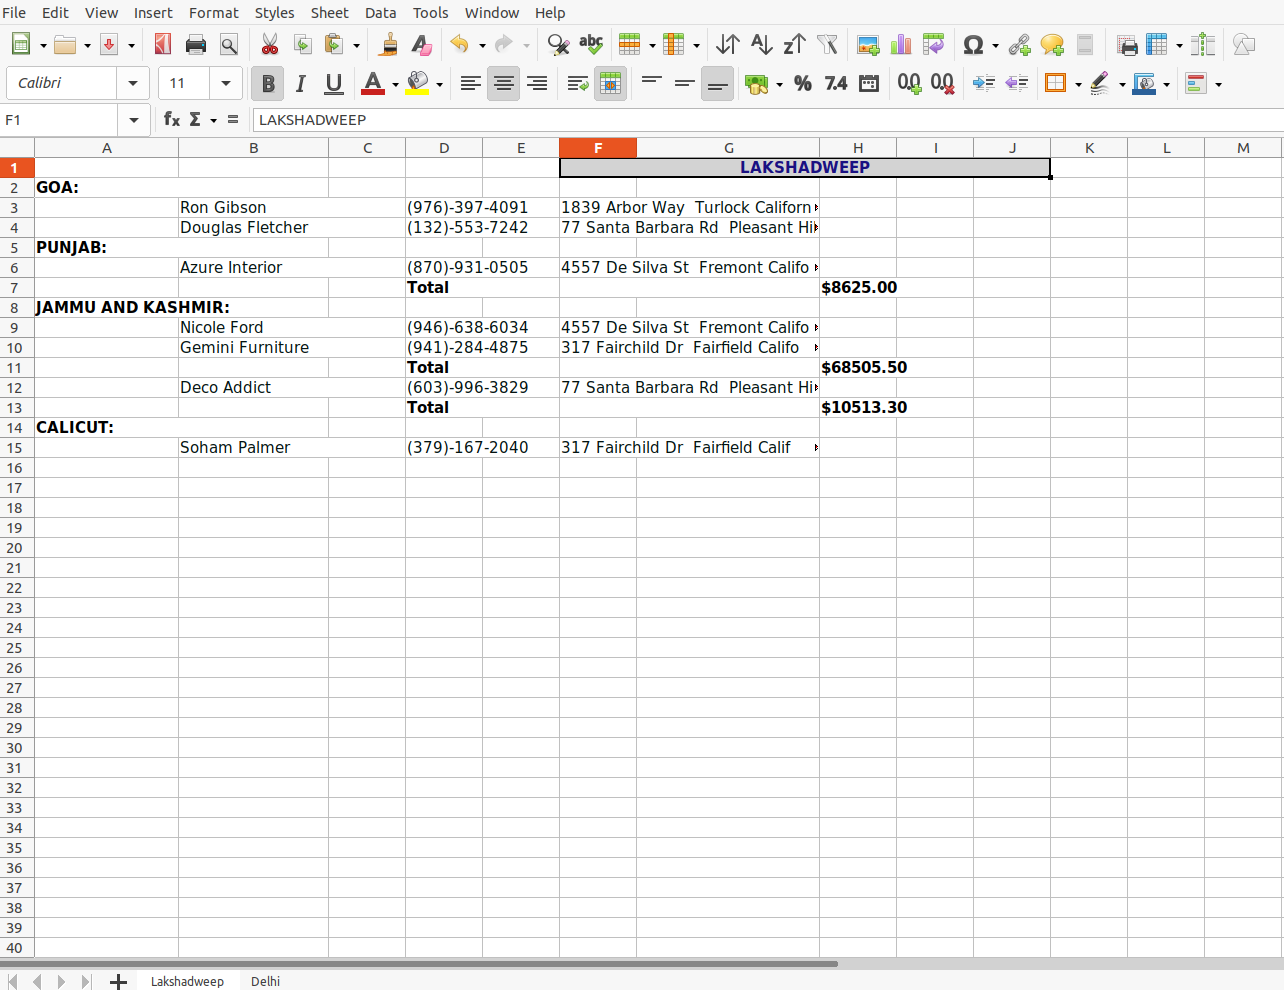 File Edit View Insert Format Styles Sheet Data Tools Window Help
Calibri 11 B I U A % 7.4 0.0 0.0
F1 fx Σ = LAKSHADWEEP
A B C D E F G H I J K L M
1 LAKSHADWEEP
2 GOA:
3 Ron Gibson (976)-397-4091 1839 Arbor Way  Turlock Californ
4 Douglas Fletcher (132)-553-7242 77 Santa Barbara Rd  Pleasant Hi
5 PUNJAB:
6 Azure Interior (870)-931-0505 4557 De Silva St  Fremont Califo
7 Total $8625.00
8 JAMMU AND KASHMIR:
9 Nicole Ford (946)-638-6034 4557 De Silva St  Fremont Califo
10 Gemini Furniture (941)-284-4875 317 Fairchild Dr  Fairfield Califo
11 Total $68505.50
12 Deco Addict (603)-996-3829 77 Santa Barbara Rd  Pleasant Hi
13 Total $10513.30
14 CALICUT:
15 Soham Palmer (379)-167-2040 317 Fairchild Dr  Fairfield Calif
16
17
18
19
20
21
22
23
24
25
26
27
28
29
30
31
32
33
34
35
36
37
38
39
40
Lakshadweep Delhi